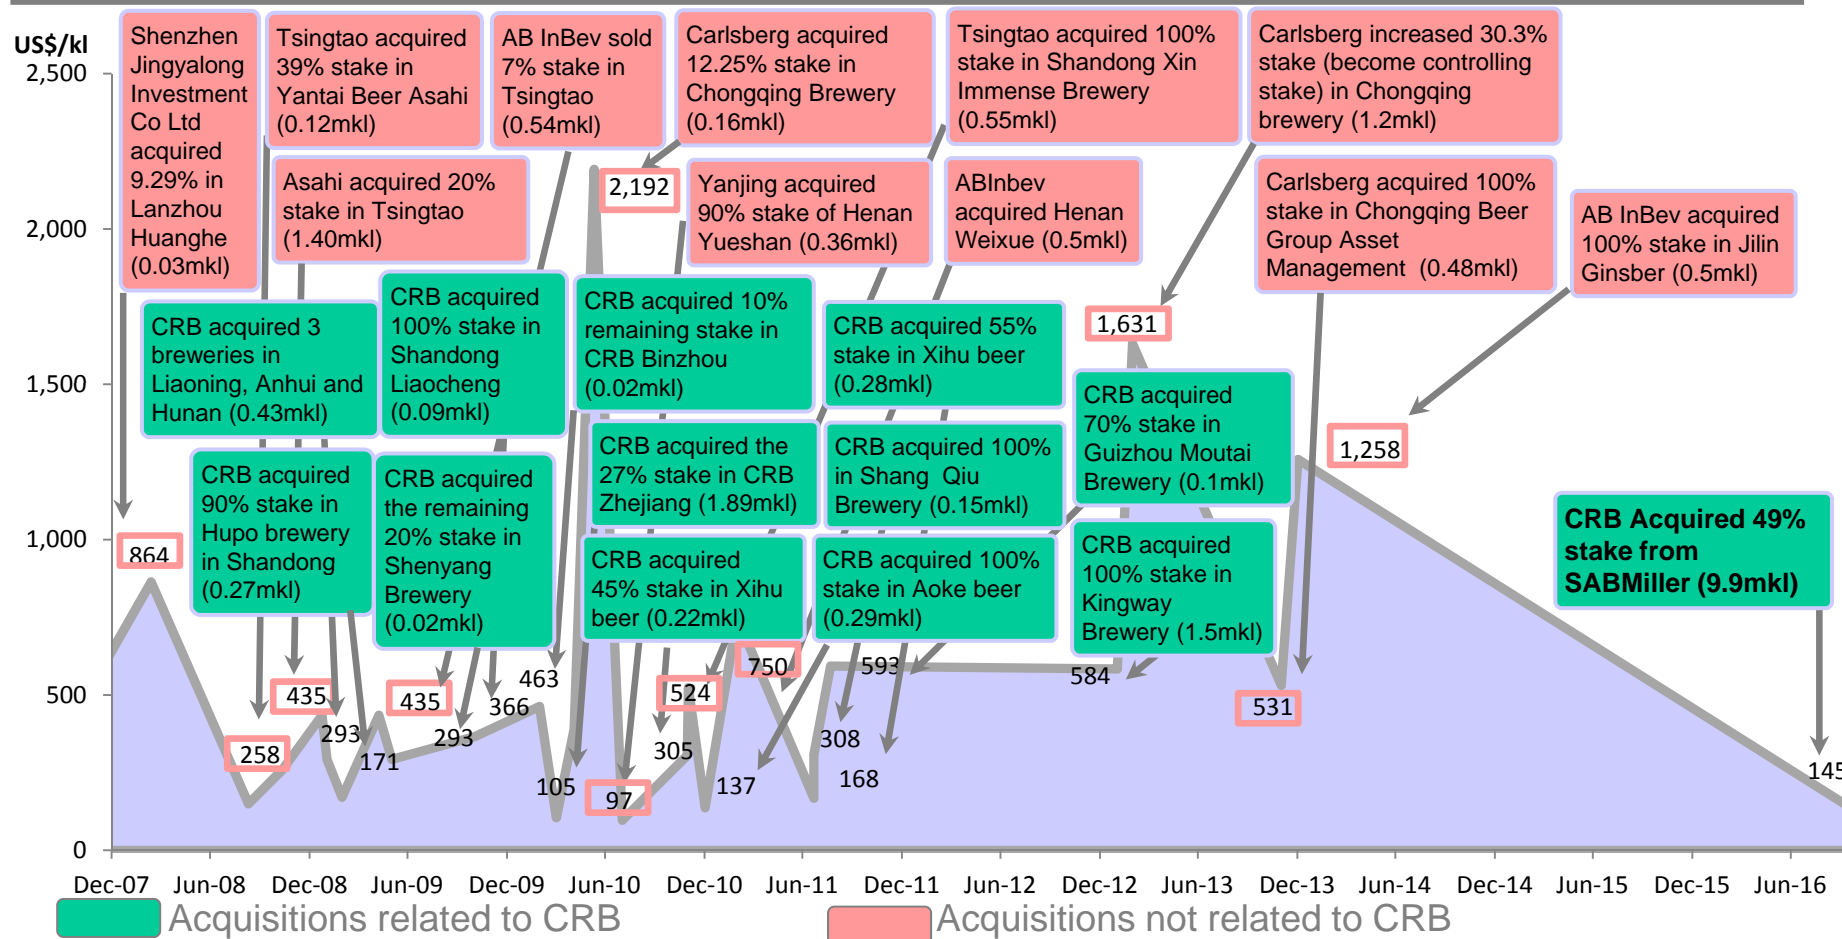 US$/kl
2,500
2,000
1,500
1,000
500
0
Shenzhen
Jingyalong
Investment
Co Ltd
acquired
9.29% in
Lanzhou
Huanghe
(0.03mkl)
Tsingtao acquired
39% stake in
Yantai Beer Asahi
(0.12mkl)
AB InBev sold
7% stake in
Tsingtao
(0.54mkl)
Carlsberg acquired
12.25% stake in
Chongqing Brewery
(0.16mkl)
Tsingtao acquired 100%
stake in Shandong Xin
Immense Brewery
(0.55mkl)
Carlsberg increased 30.3%
stake (become controlling
stake) in Chongqing
brewery (1.2mkl)
Asahi acquired 20%
stake in Tsingtao
(1.40mkl)
2,192
Yanjing acquired
90% stake of Henan
Yueshan (0.36mkl)
ABInbev
acquired Henan
Weixue (0.5mkl)
Carlsberg acquired 100%
stake in Chongqing Beer
Group Asset
Management (0.48mkl)
AB InBev acquired
100% stake in Jilin
Ginsber (0.5mkl)
CRB acquired 3
breweries in
Liaoning, Anhui and
Hunan (0.43mkl)
CRB acquired
100% stake in
Shandong
Liaocheng
(0.09mkl)
CRB acquired 10%
remaining stake in
CRB Binzhou
(0.02mkl)
CRB acquired 55%
stake in Xihu beer
(0.28mkl)
1,631
CRB acquired
70% stake in
Guizhou Moutai
Brewery (0.1mkl)
1,258
CRB acquired
90% stake in
Hupo brewery
in Shandong
(0.27mkl)
CRB acquired
the remaining
20% stake in
Shenyang
Brewery
(0.02mkl)
CRB acquired the
27% stake in CRB
Zhejiang (1.89mkl)
CRB acquired 100%
in Shang Qiu
Brewery (0.15mkl)
CRB acquired
45% stake in Xihu
beer (0.22mkl)
CRB acquired 100%
stake in Aoke beer
(0.29mkl)
CRB acquired
100% stake in
Kingway
Brewery (1.5mkl)
CRB Acquired 49%
stake from
SABMiller (9.9mkl)
864
258
435
293
171
435
293
366
463
105
97
305
524
137
750
308
168
593
584
531
145
Dec-07 Jun-08 Dec-08 Jun-09 Dec-09 Jun-10 Dec-10 Jun-11 Dec-11 Jun-12 Dec-12 Jun-13 Dec-13 Jun-14 Dec-14 Jun-15 Dec-15 Jun-16
Acquisitions related to CRB
Acquisitions not related to CRB